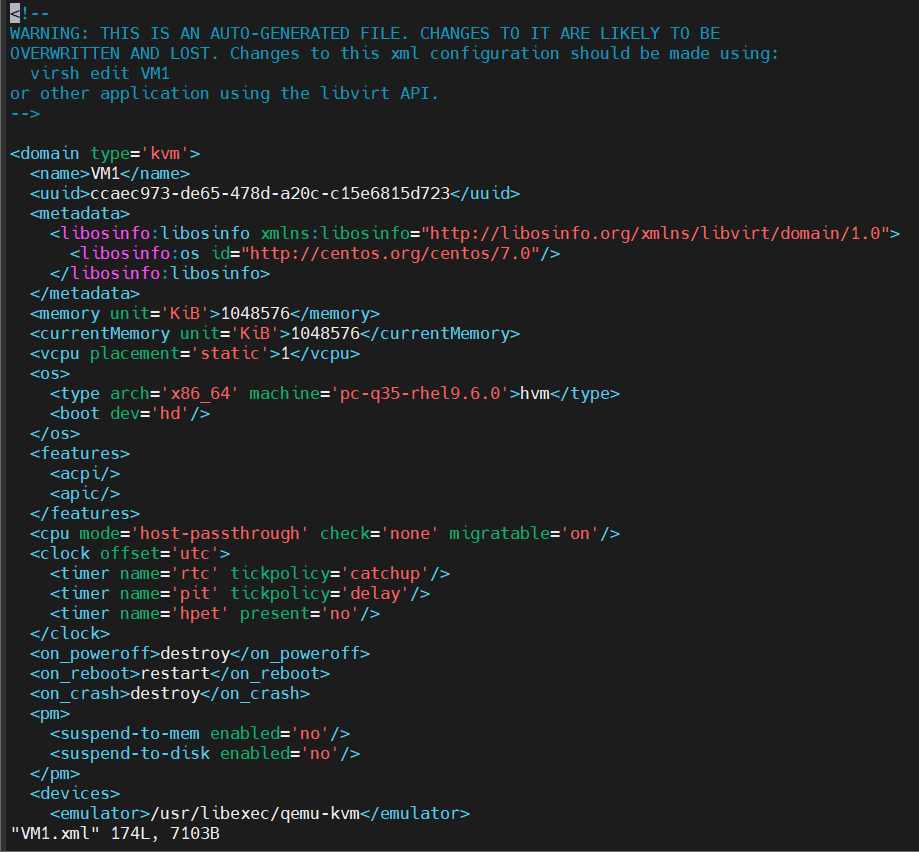 <!--
WARNING: THIS IS AN AUTO-GENERATED FILE. CHANGES TO IT ARE LIKELY TO BE
OVERWRITTEN AND LOST. Changes to this xml configuration should be made using:
  virsh edit VM1
or other application using the libvirt API.
-->

<domain type='kvm'>
  <name>VM1</name>
  <uuid>ccaec973-de65-478d-a20c-c15e6815d723</uuid>
  <metadata>
    <libosinfo:libosinfo xmlns:libosinfo="http://libosinfo.org/xmlns/libvirt/domain/1.0">
      <libosinfo:os id="http://centos.org/centos/7.0"/>
    </libosinfo:libosinfo>
  </metadata>
  <memory unit='KiB'>1048576</memory>
  <currentMemory unit='KiB'>1048576</currentMemory>
  <vcpu placement='static'>1</vcpu>
  <os>
    <type arch='x86_64' machine='pc-q35-rhel9.6.0'>hvm</type>
    <boot dev='hd'/>
  </os>
  <features>
    <acpi/>
    <apic/>
  </features>
  <cpu mode='host-passthrough' check='none' migratable='on'/>
  <clock offset='utc'>
    <timer name='rtc' tickpolicy='catchup'/>
    <timer name='pit' tickpolicy='delay'/>
    <timer name='hpet' present='no'/>
  </clock>
  <on_poweroff>destroy</on_poweroff>
  <on_reboot>restart</on_reboot>
  <on_crash>destroy</on_crash>
  <pm>
    <suspend-to-mem enabled='no'/>
    <suspend-to-disk enabled='no'/>
  </pm>
  <devices>
    <emulator>/usr/libexec/qemu-kvm</emulator>
"VM1.xml" 174L, 7103B